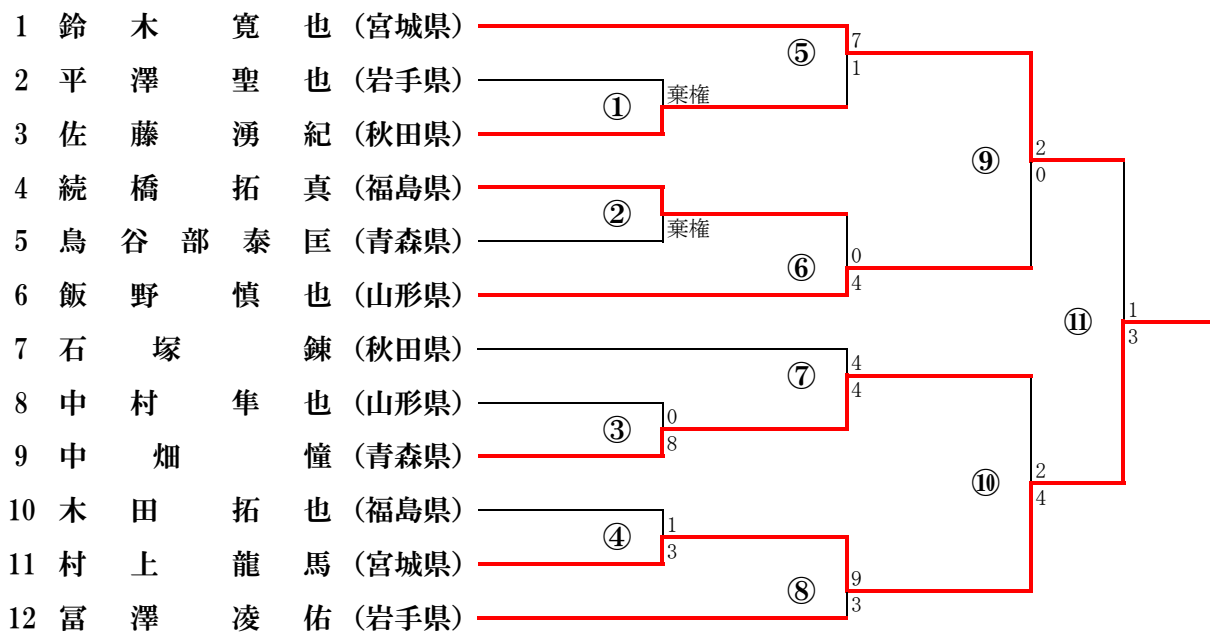 1 鈴木寛也 (宮城県)
⑤ 7
1
2 平澤聖也 (岩手県)
① 棄権
3 佐藤湧紀 (秋田県)
⑨ 2
0
4 続橋拓真 (福島県)
② 棄権
5 鳥谷部泰匡 (青森県)
⑥ 0
4
6 飯野慎也 (山形県)
⑪ 1
3
7 石塚錬 (秋田県)
⑦ 4
4
8 中村隼也 (山形県)
③ 0
8
9 中畑憧 (青森県)
⑩ 2
4
10 木田拓也 (福島県)
④ 1
3
11 村上龍馬 (宮城県)
⑧ 9
3
12 冨澤凌佑 (岩手県)